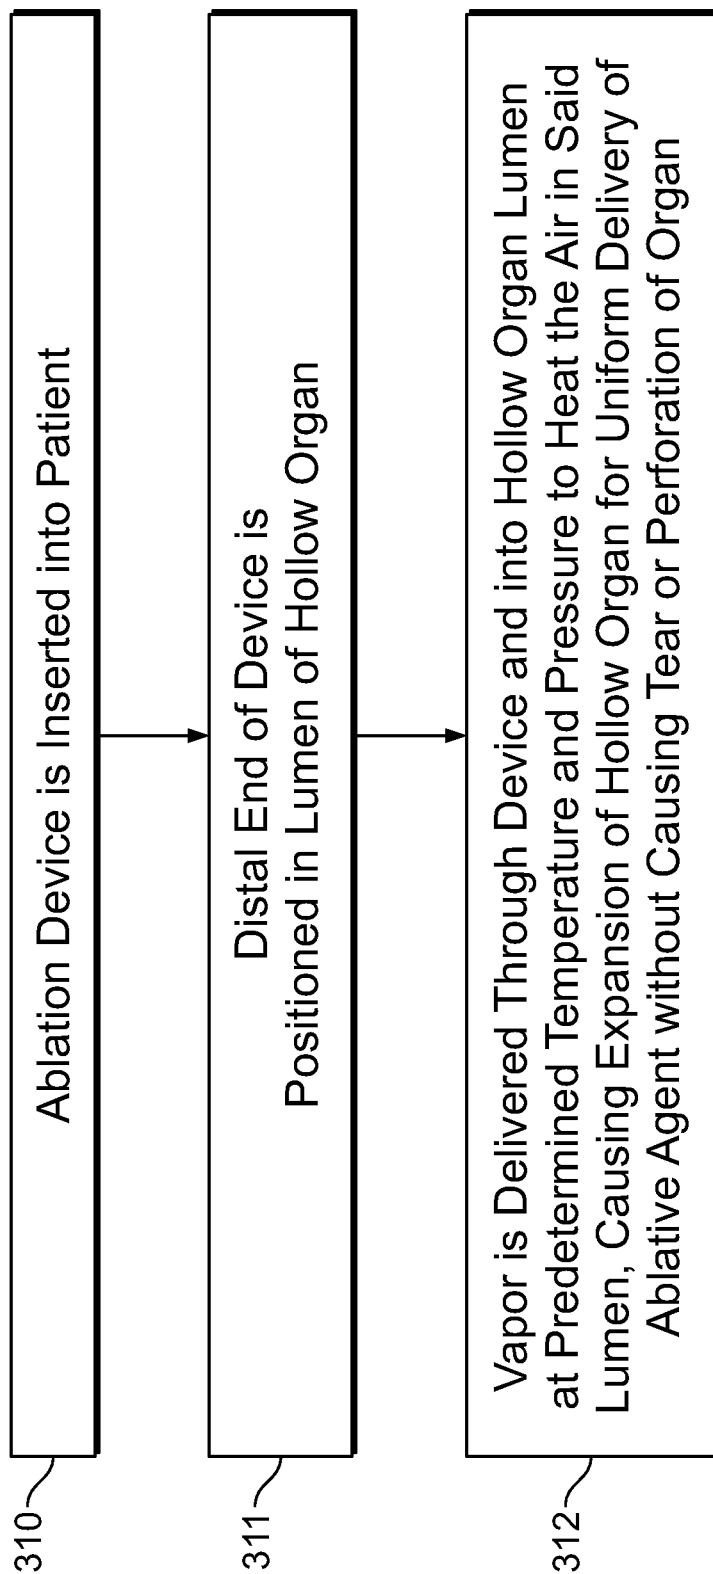 310
Ablation Device is Inserted into Patient
311
Distal End of Device is
Positioned in Lumen of Hollow Organ
312
Vapor is Delivered Through Device and into Hollow Organ Lumen
at Predetermined Temperature and Pressure to Heat the Air in Said
Lumen, Causing Expansion of Hollow Organ for Uniform Delivery of
Ablative Agent without Causing Tear or Perforation of Organ